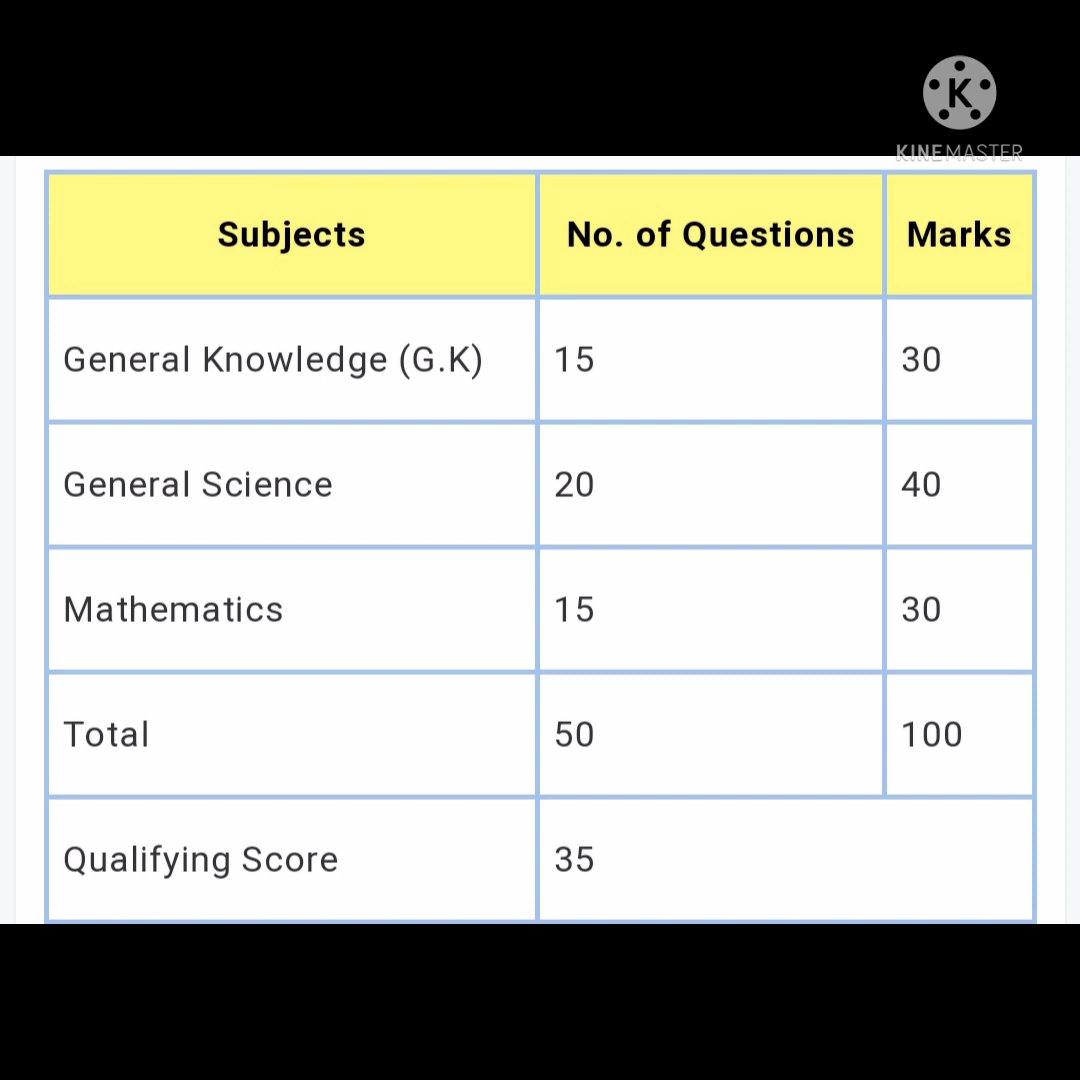 K
KINEMASTER
Subjects No. of Questions Marks
General Knowledge (G.K) 15 30
General Science 20 40
Mathematics 15 30
Total 50 100
Qualifying Score 35